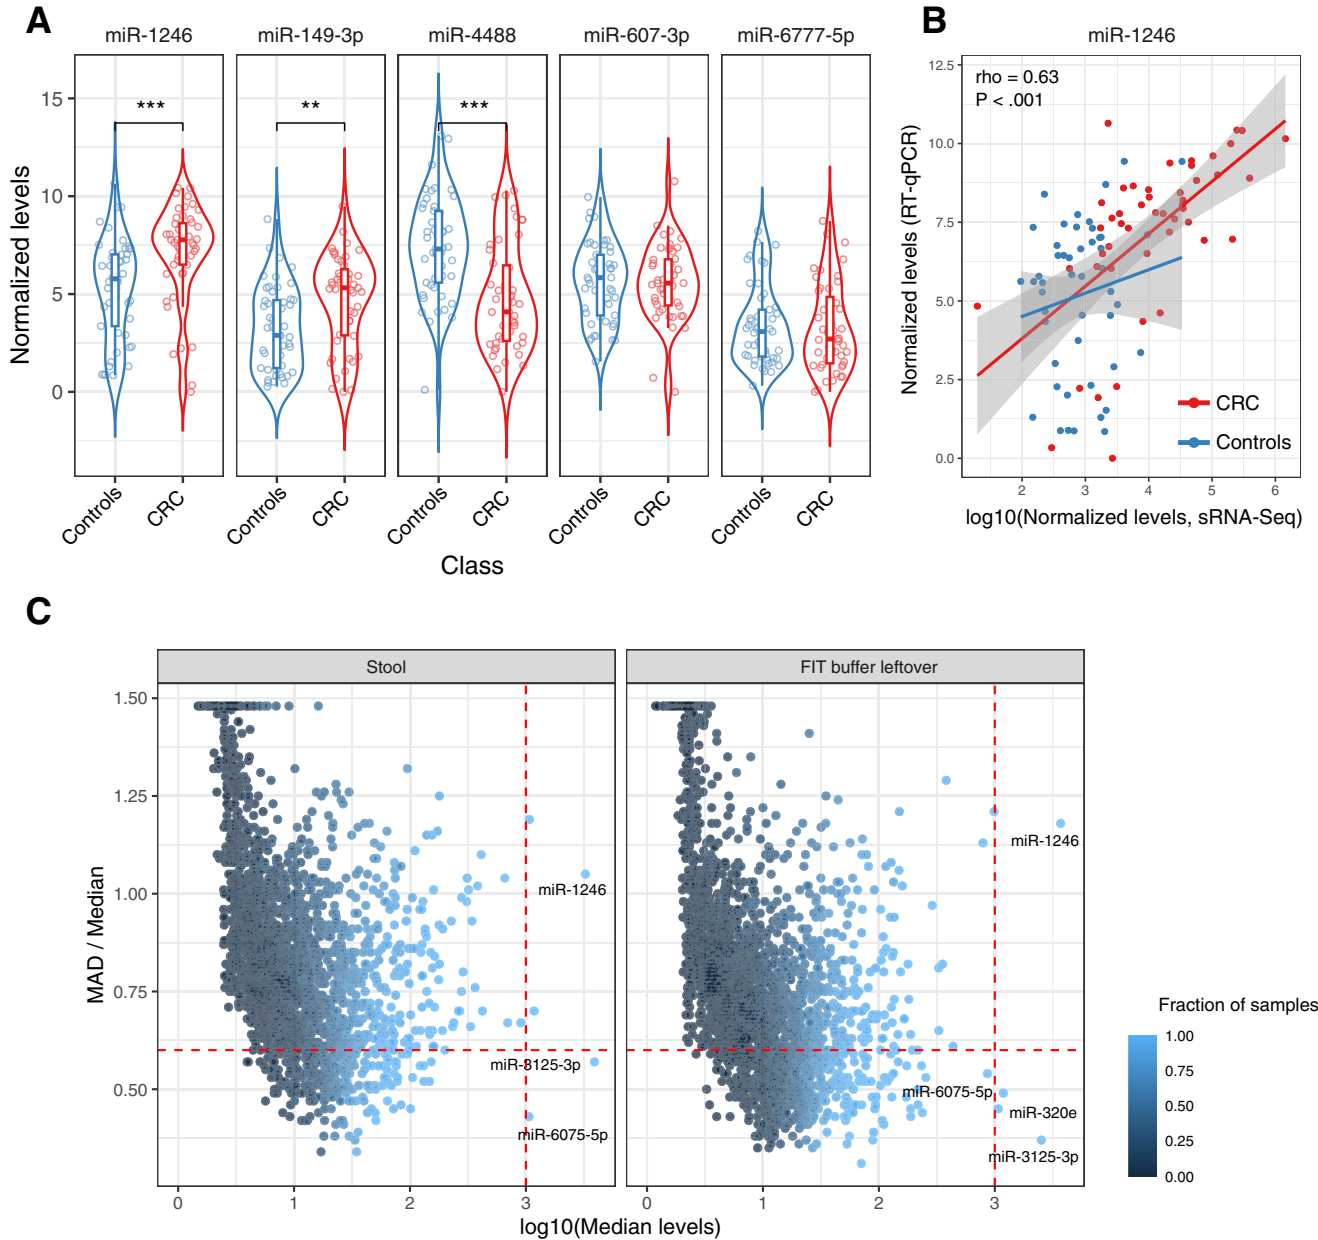 A
miR-1246
miR-149-3p
miR-4488
miR-607-3p
miR-6777-5p
Normalized levels
15
10
5
0
***
**
***
Controls
CRC
Controls
CRC
Controls
CRC
Controls
CRC
Controls
CRC
Class
B
miR-1246
rho = 0.63
P < .001
Normalized levels (RT-qPCR)
12.5
10.0
7.5
5.0
2.5
0.0
CRC
Controls
2 3 4 5 6
log10(Normalized levels, sRNA-Seq)
C
Stool
FIT buffer leftover
MAD / Median
1.50
1.25
1.00
0.75
0.50
miR-1246
miR-3125-3p
miR-6075-5p
miR-1246
miR-6075-5p
miR-320e
miR-3125-3p
0 1 2 3
0 1 2 3
log10(Median levels)
Fraction of samples
1.00
0.75
0.50
0.25
0.00